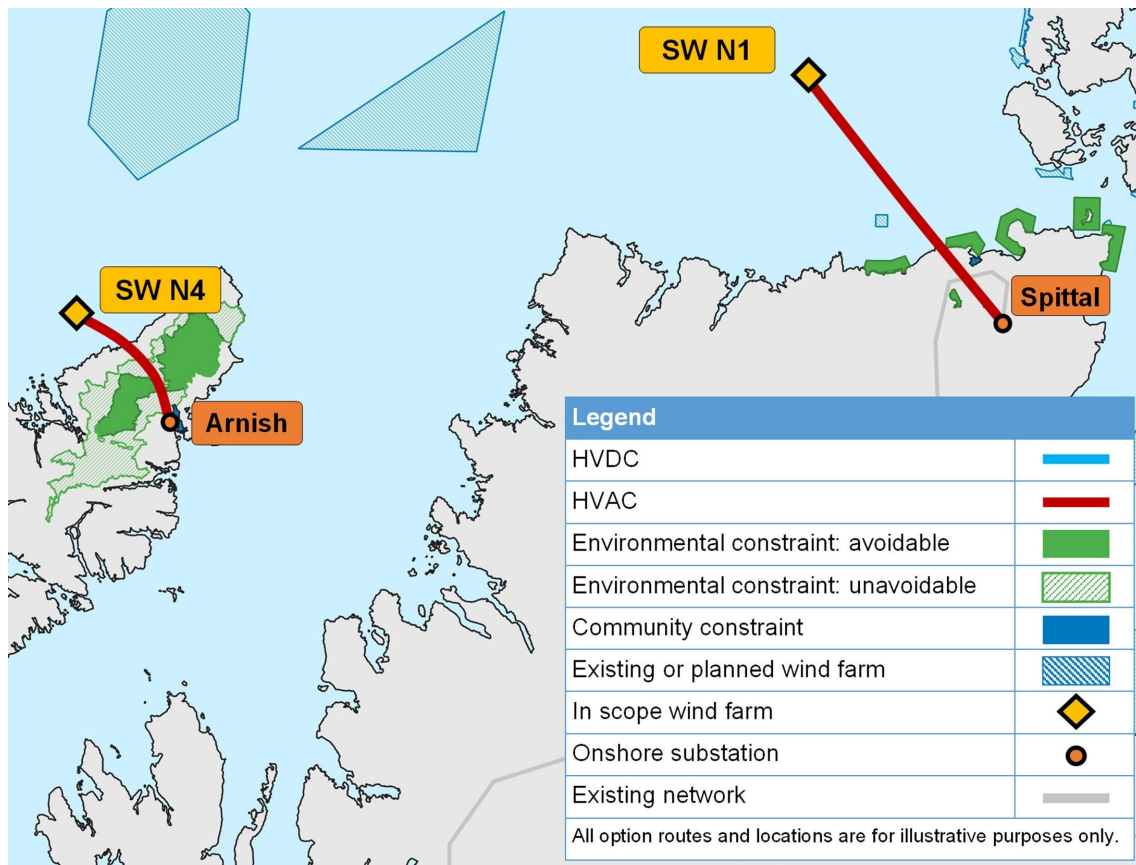 SW N1
SW N4
Spittal
Arnish
Legend
HVDC
HVAC
Environmental constraint: avoidable
Environmental constraint: unavoidable
Community constraint
Existing or planned wind farm
In scope wind farm
Onshore substation
Existing network
All option routes and locations are for illustrative purposes only.